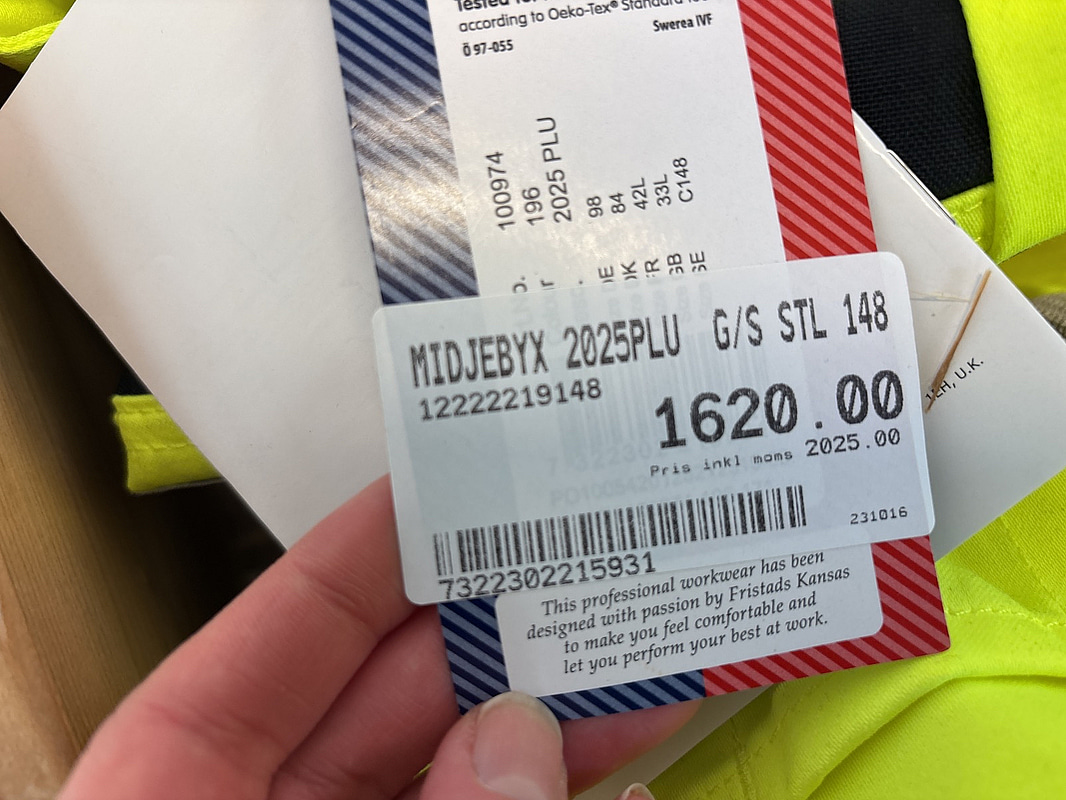 according to Oeko-Tex® Standard
Swerea IVF
Ö 97-055
100974
196
2025 PLU
98
84
42L
33L
C148
MIDJEBYX 2025PLU G/S STL 148
12222219148
1620.00
Pris inkl moms 2025.00
231016
7322302215931
This professional workwear has been
designed with passion by Fristads Kansas
to make you feel comfortable and
let you perform your best at work.
U.K.